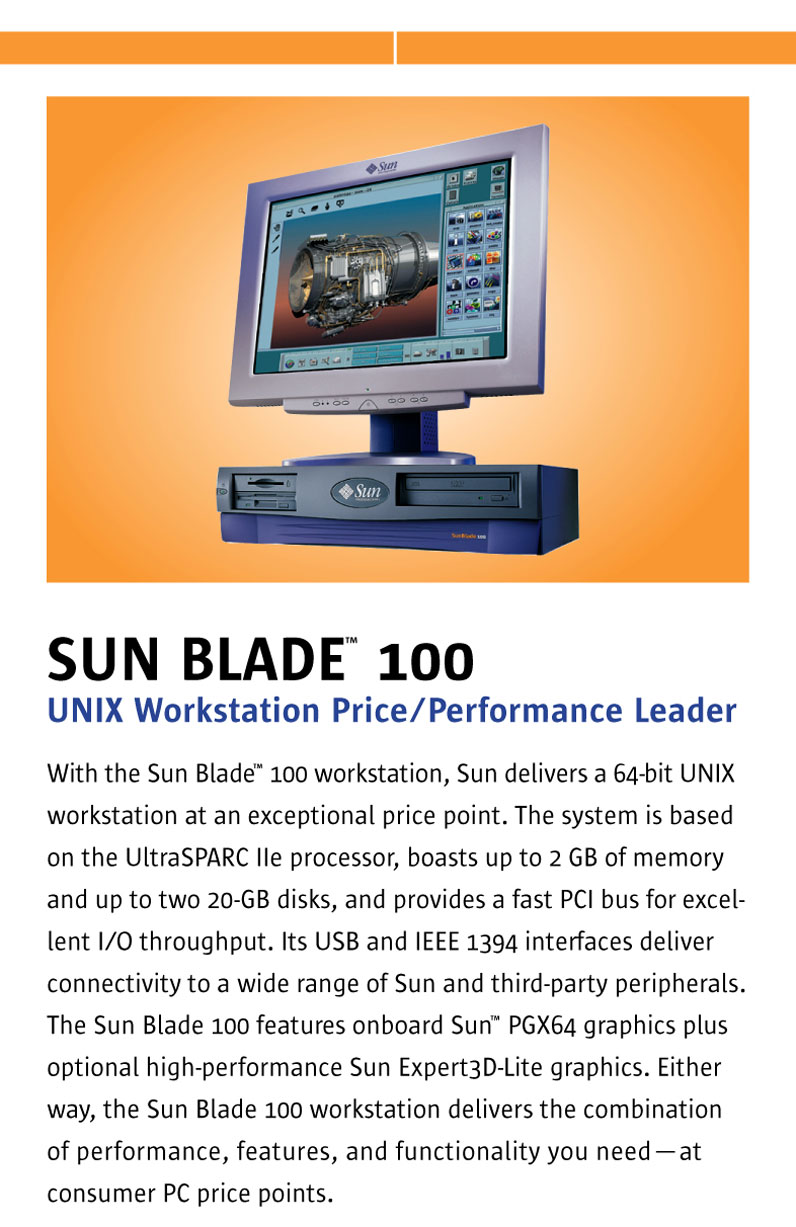 Sun
Sun
SunBlade 100
SUN BLADE™ 100
UNIX Workstation Price/Performance Leader
With the Sun Blade™ 100 workstation, Sun delivers a 64-bit UNIX
workstation at an exceptional price point. The system is based
on the UltraSPARC IIe processor, boasts up to 2 GB of memory
and up to two 20-GB disks, and provides a fast PCI bus for excel-
lent I/O throughput. Its USB and IEEE 1394 interfaces deliver
connectivity to a wide range of Sun and third-party peripherals.
The Sun Blade 100 features onboard Sun™ PGX64 graphics plus
optional high-performance Sun Expert3D-Lite graphics. Either
way, the Sun Blade 100 workstation delivers the combination
of performance, features, and functionality you need — at
consumer PC price points.